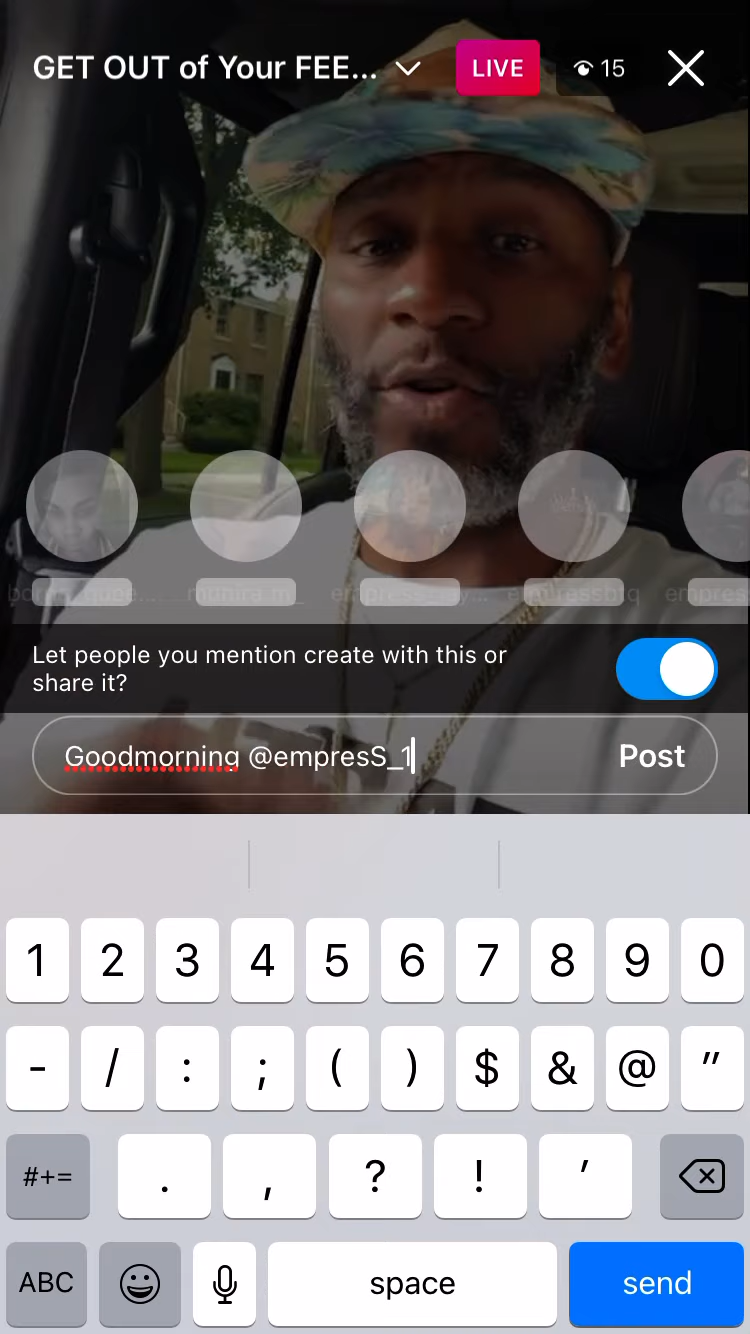 GET OUT of Your FEE...
LIVE
15
Let people you mention create with this or
share it?
Goodmorning @empresS_1
Post
1 2 3 4 5 6 7 8 9 0
- / : ; ( ) $ & @ "
#+= . , ? ! '
ABC space send